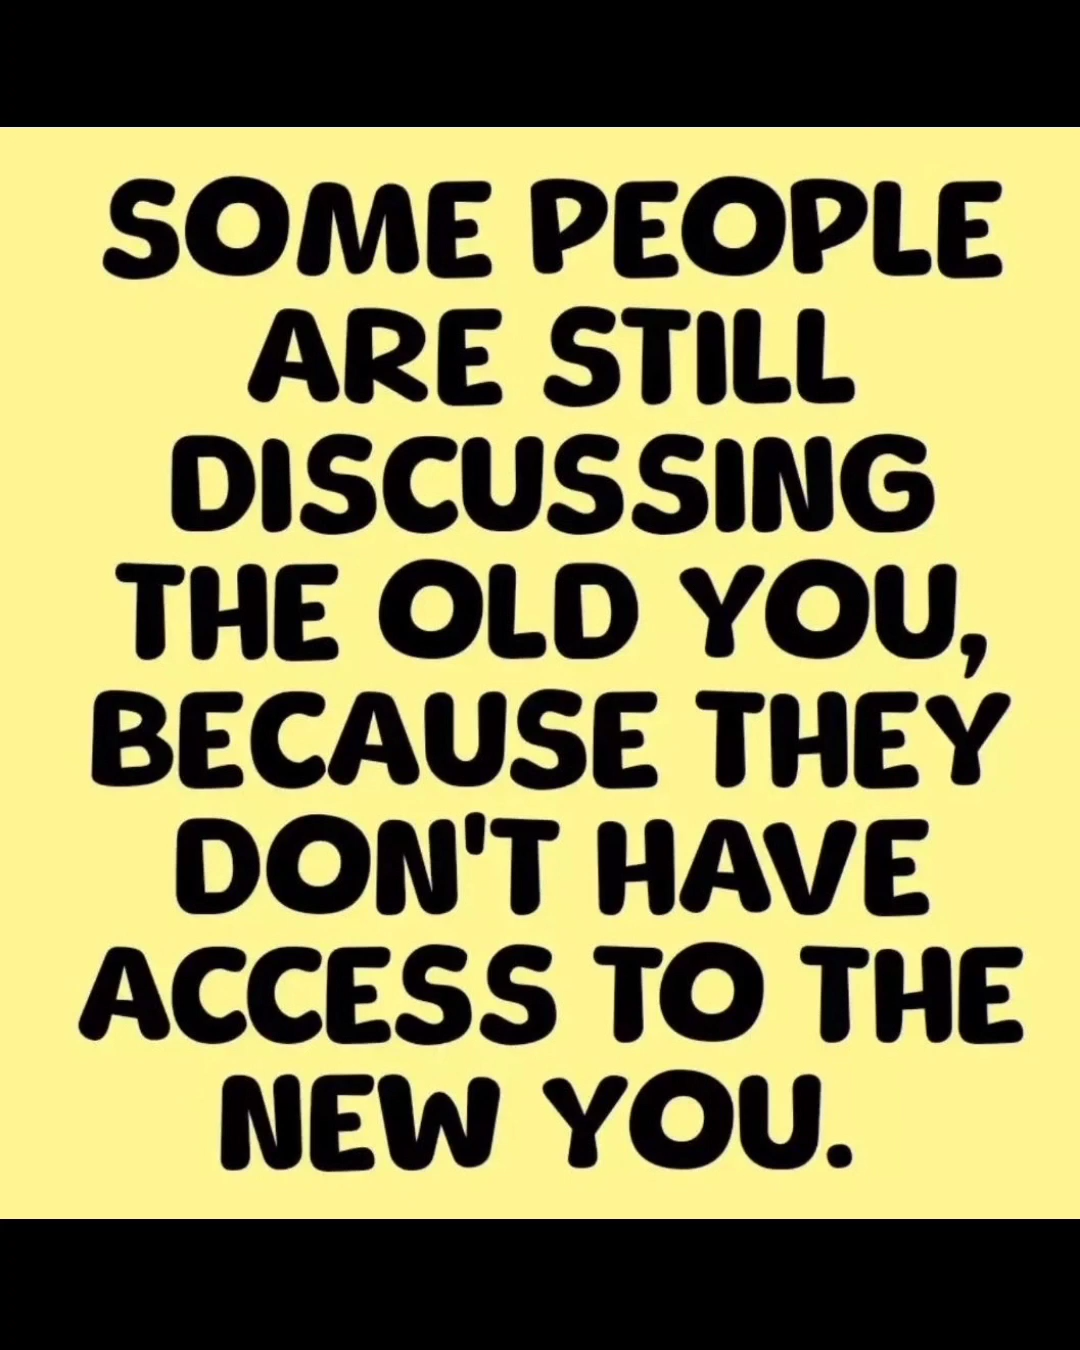 SOME PEOPLE
ARE STILL
DISCUSSING
THE OLD YOU,
BECAUSE THEY
DON'T HAVE
ACCESS TO THE
NEW YOU.